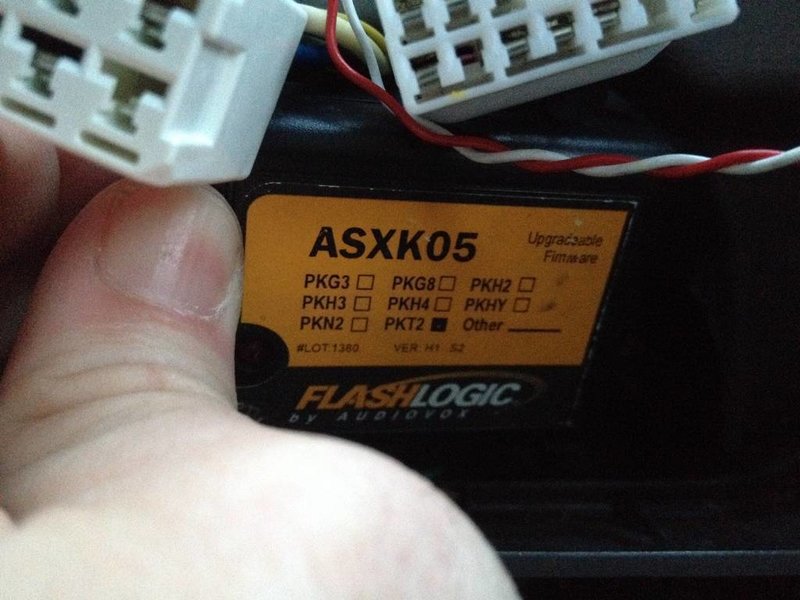 ASXK05
Upgradeable
Firmware
PKG3 PKG8 PKH2
PKH3 PKH4 PKHY
PKN2 PKT2 Other
#LOT:1380 VER: H1 S2
FLASHLOGIC
by AUDIOVOX